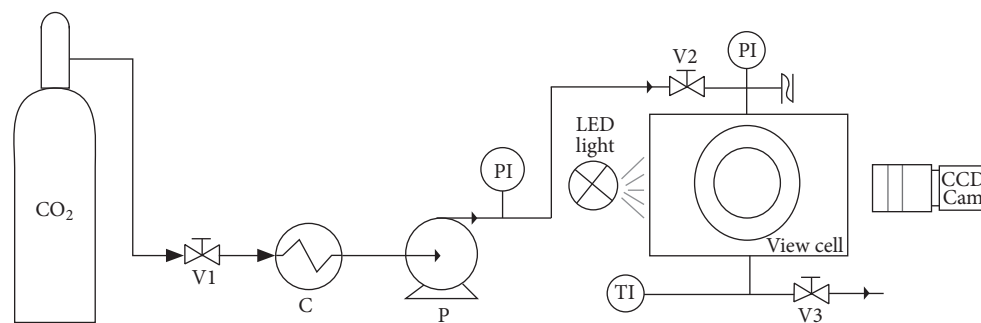 CO₂
V1
C
P
PI
LED
light
V2
PI
View cell
TI
V3
CCD
Cam